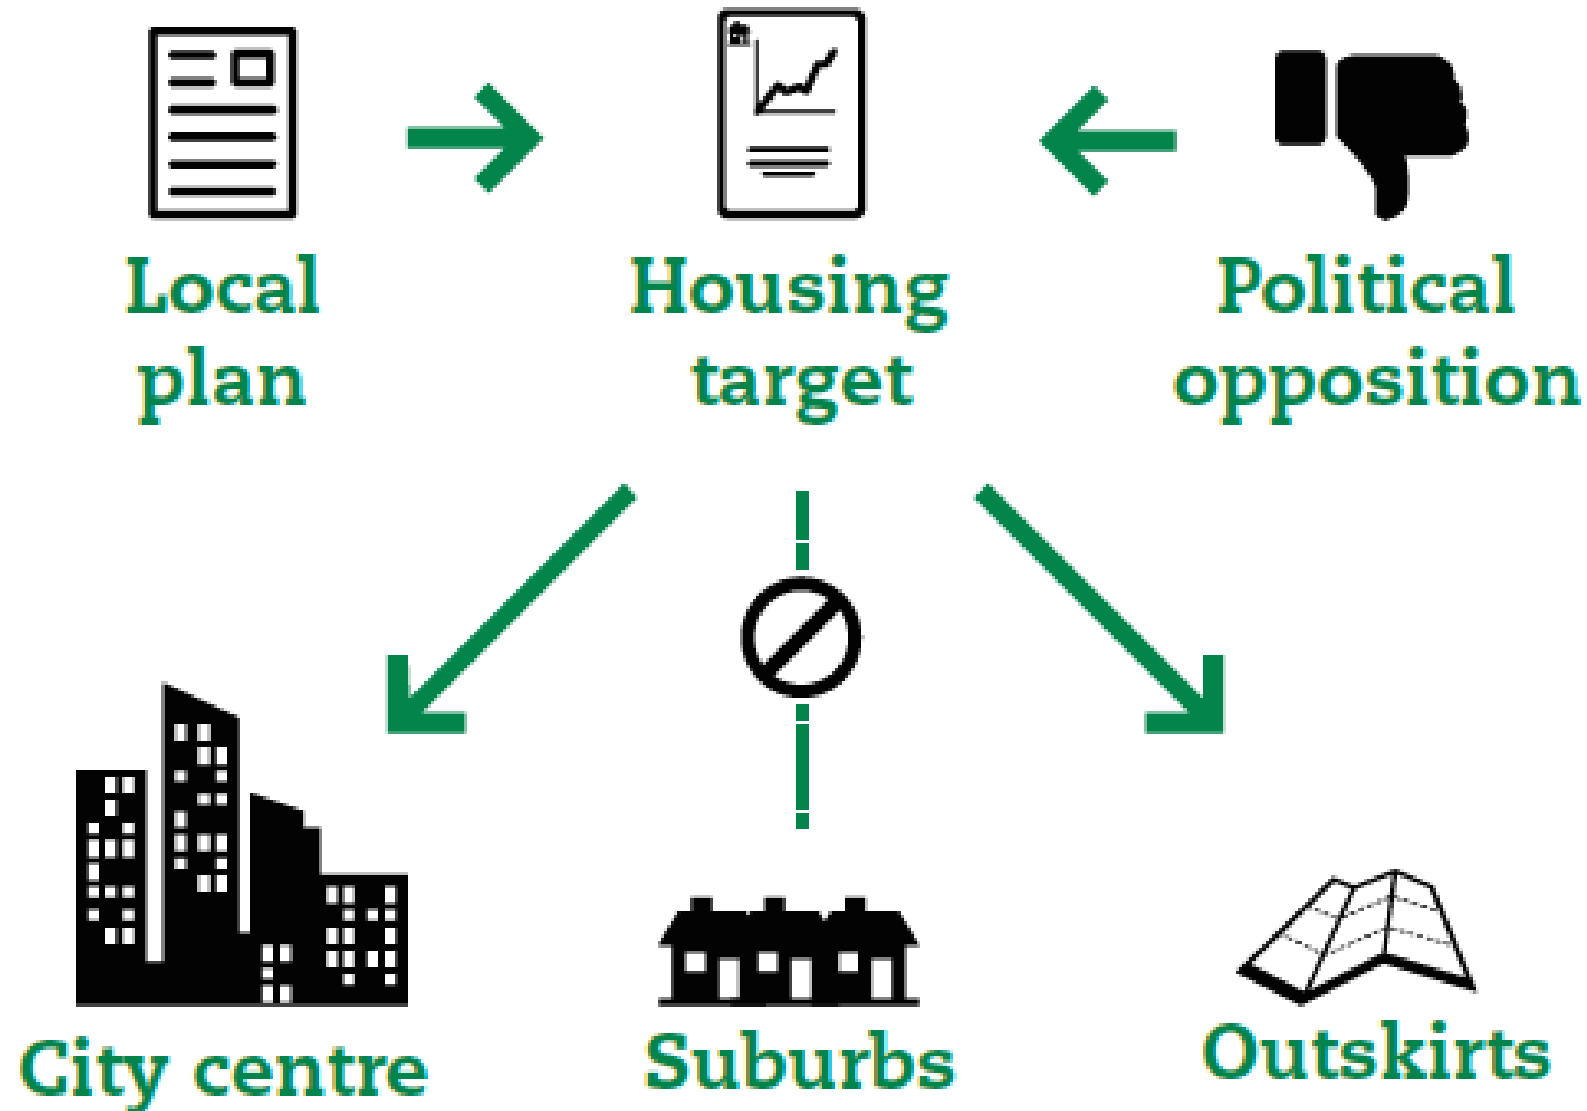 Local
plan
Housing
target
Political
opposition
City centre
Suburbs
Outskirts